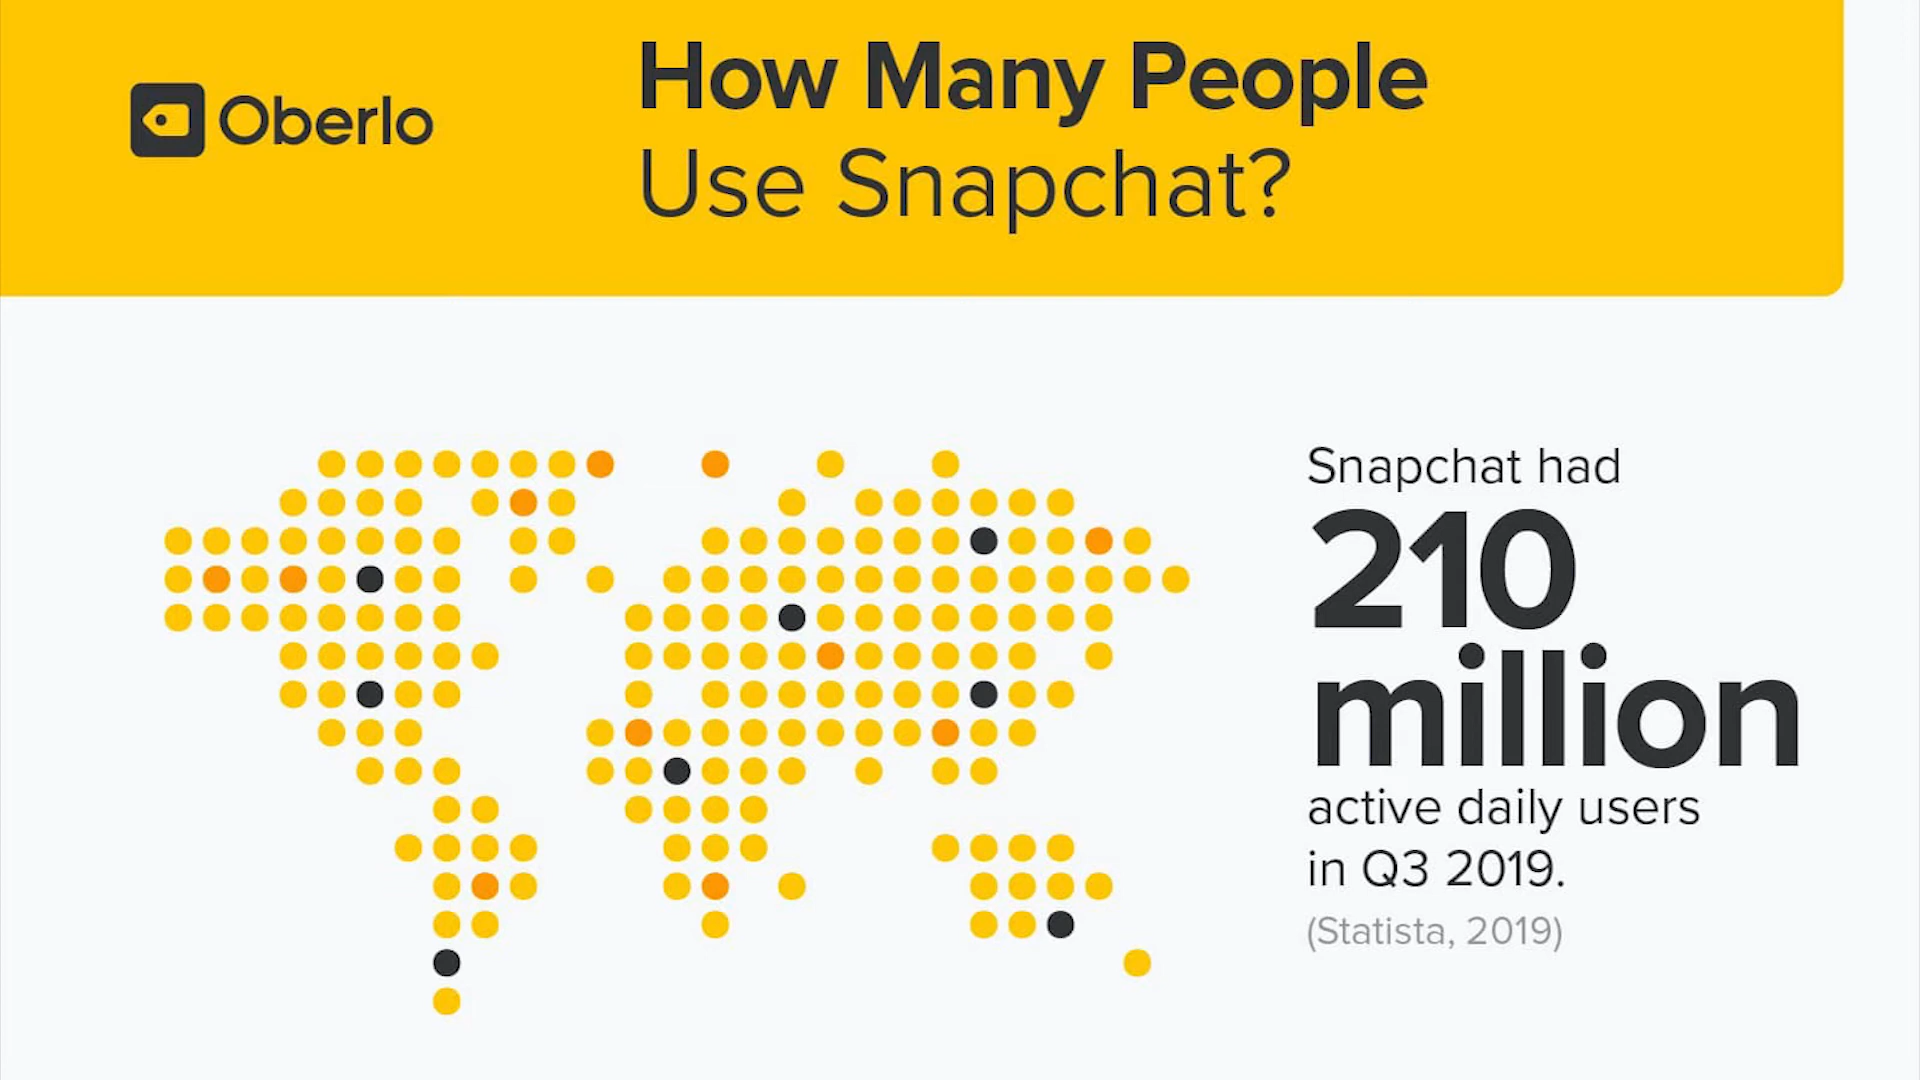 Oberlo
How Many People
Use Snapchat?
Snapchat had
210
million
active daily users
in Q3 2019.
(Statista, 2019)